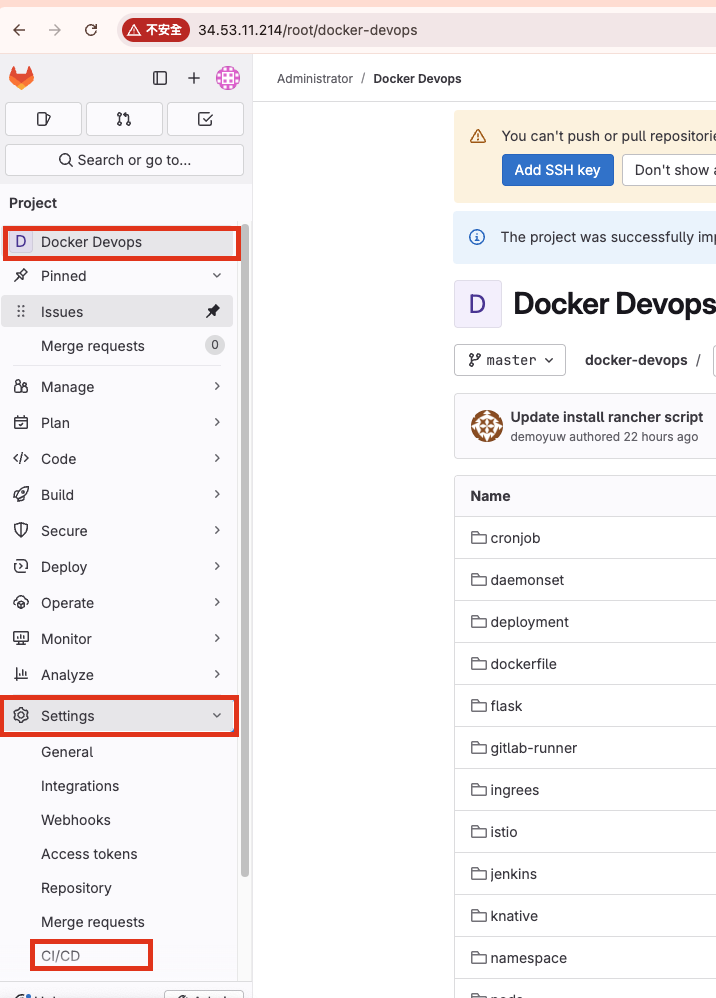 不安全 34.53.11.214/root/docker-devops
Search or go to...
Project
D Docker Devops
Pinned
Issues
Merge requests 0
Manage
Plan
Code
Build
Secure
Deploy
Operate
Monitor
Analyze
Settings
General
Integrations
Webhooks
Access tokens
Repository
Merge requests
CI/CD
Administrator / Docker Devops
You can't push or pull repositorie
Add SSH key Don't show a
The project was successfully imp
D Docker Devops
master docker-devops /
Update install rancher script
demoyuw authored 22 hours ago
Name
cronjob
daemonset
deployment
dockerfile
flask
gitlab-runner
ingrees
istio
jenkins
knative
namespace